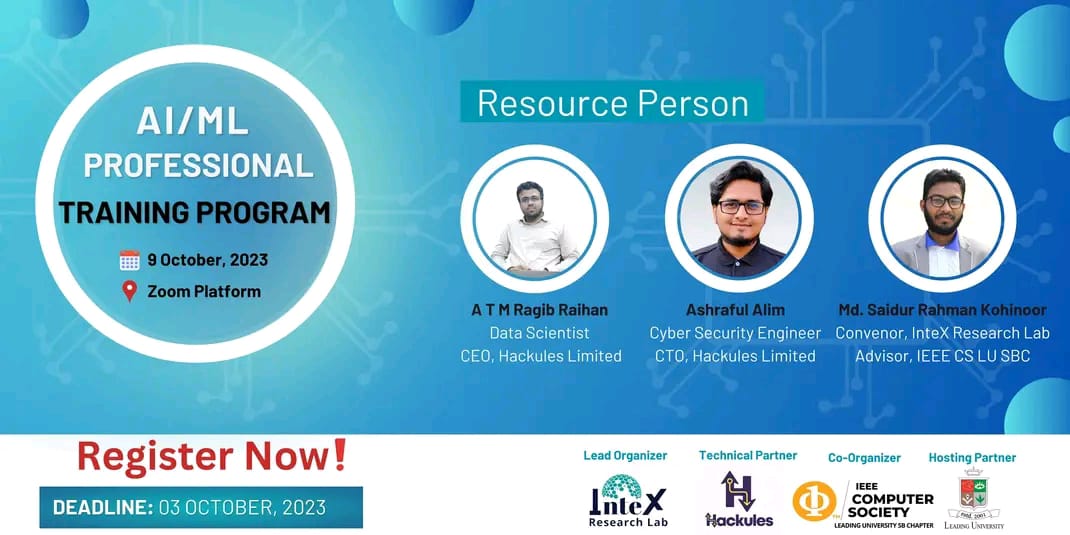 AI/ML
PROFESSIONAL
TRAINING PROGRAM
9 October, 2023
Zoom Platform
Resource Person
A T M Ragib Raihan
Data Scientist
CEO, Hackules Limited
Ashraful Alim
Cyber Security Engineer
CTO, Hackules Limited
Md. Saidur Rahman Kohinoor
Convenor, InteX Research Lab
Advisor, IEEE CS LU SBC
Register Now!
DEADLINE: 03 OCTOBER, 2023
Lead Organizer
InteX
Research Lab
Technical Partner
Hackules
Co-Organizer
IEEE
COMPUTER
SOCIETY
LEADING UNIVERSITY SB CHAPTER
TM
Hosting Partner
estd. 2001
LEADING UNIVERSITY